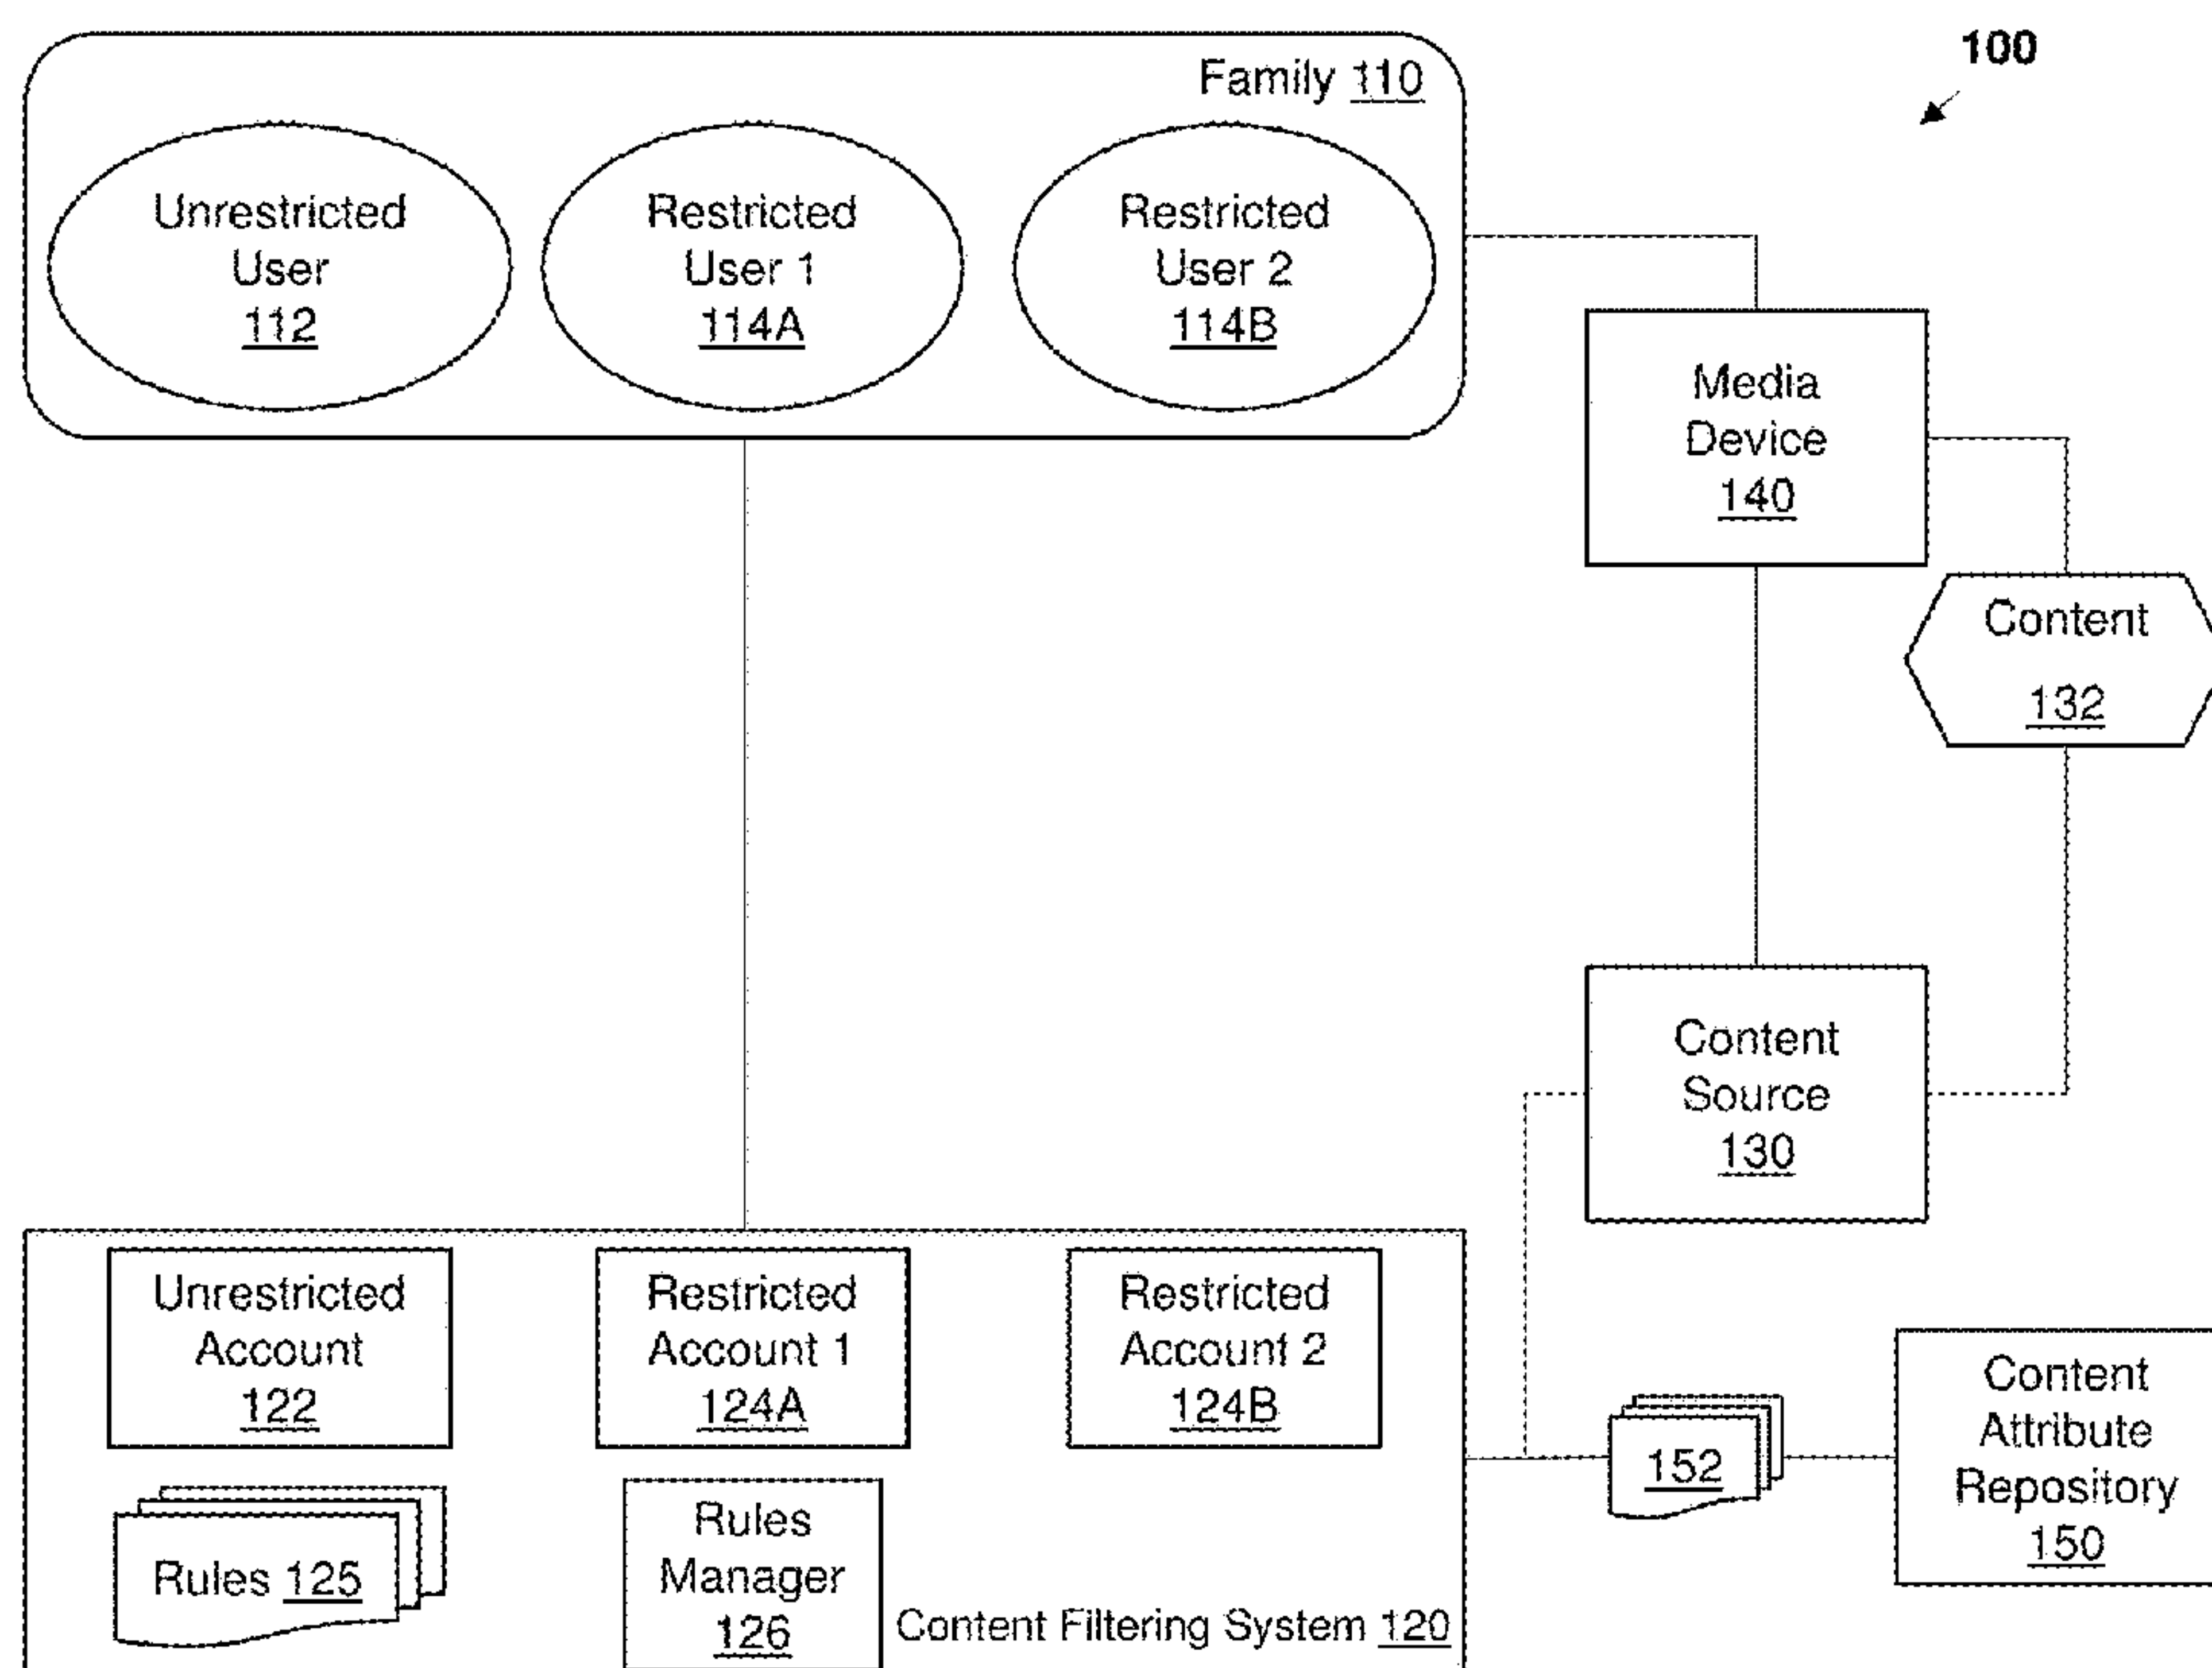 100
Family 110
Unrestricted
User
112
Restricted
User 1
114A
Restricted
User 2
114B
Media
Device
140
Content
132
Content
Source
130
Unrestricted
Account
122
Restricted
Account 1
124A
Restricted
Account 2
124B
152
Content
Attribute
Repository
150
Rules 125
Rules
Manager
126
Content Filtering System 120